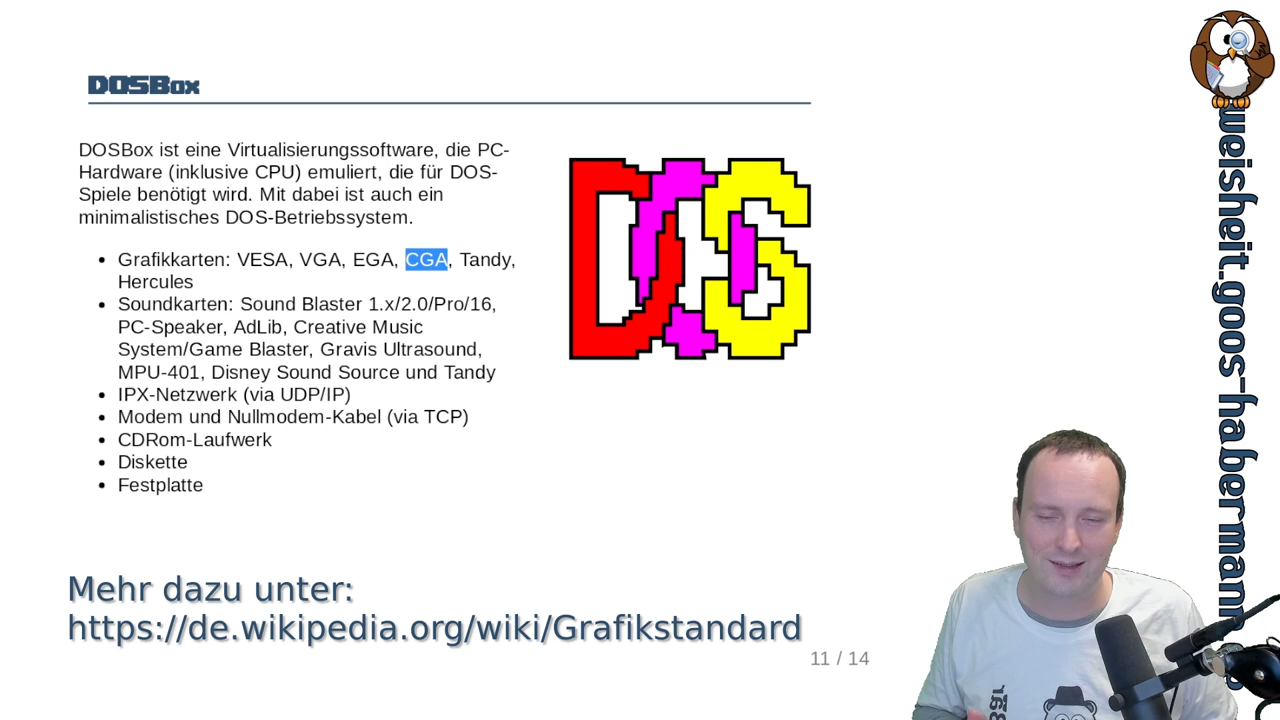 DOSBox
DOSBox ist eine Virtualisierungssoftware, die PC-
Hardware (inklusive CPU) emuliert, die für DOS-
Spiele benötigt wird. Mit dabei ist auch ein
minimalistisches DOS-Betriebssystem.
• Grafikkarten: VESA, VGA, EGA, CGA, Tandy,
Hercules
• Soundkarten: Sound Blaster 1.x/2.0/Pro/16,
PC-Speaker, AdLib, Creative Music
System/Game Blaster, Gravis Ultrasound,
MPU-401, Disney Sound Source und Tandy
• IPX-Netzwerk (via UDP/IP)
• Modem und Nullmodem-Kabel (via TCP)
• CDRom-Laufwerk
• Diskette
• Festplatte
DOS
Mehr dazu unter:
https://de.wikipedia.org/wiki/Grafikstandard
11 / 14
weisheit.goos-habermann